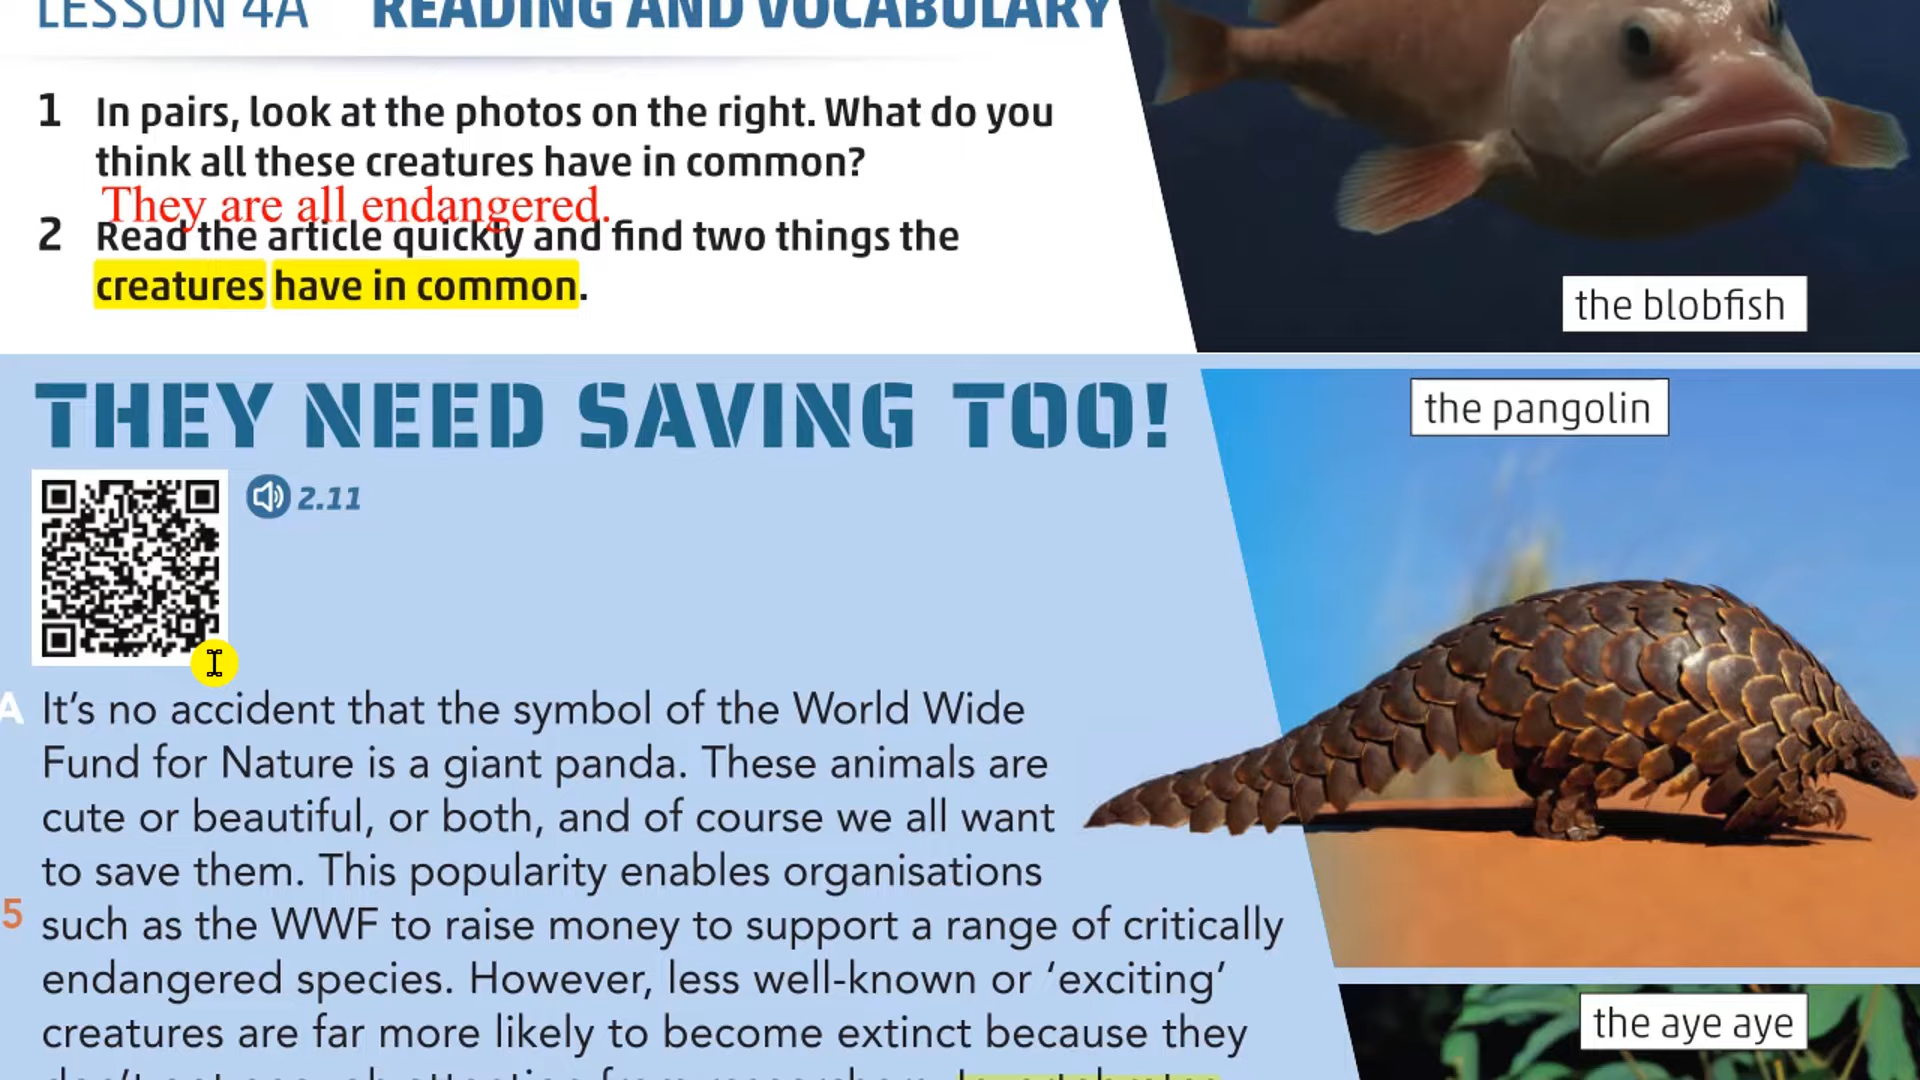 LESSON 4A READING AND VOCABULARY
1 In pairs, look at the photos on the right. What do you
think all these creatures have in common?
They are all endangered.
2 Read the article quickly and find two things the
creatures have in common.
the blobfish
THEY NEED SAVING TOO!
the pangolin
2.11
A It's no accident that the symbol of the World Wide
Fund for Nature is a giant panda. These animals are
cute or beautiful, or both, and of course we all want
to save them. This popularity enables organisations
5 such as the WWF to raise money to support a range of critically
endangered species. However, less well-known or ‘exciting’
creatures are far more likely to become extinct because they
the aye aye